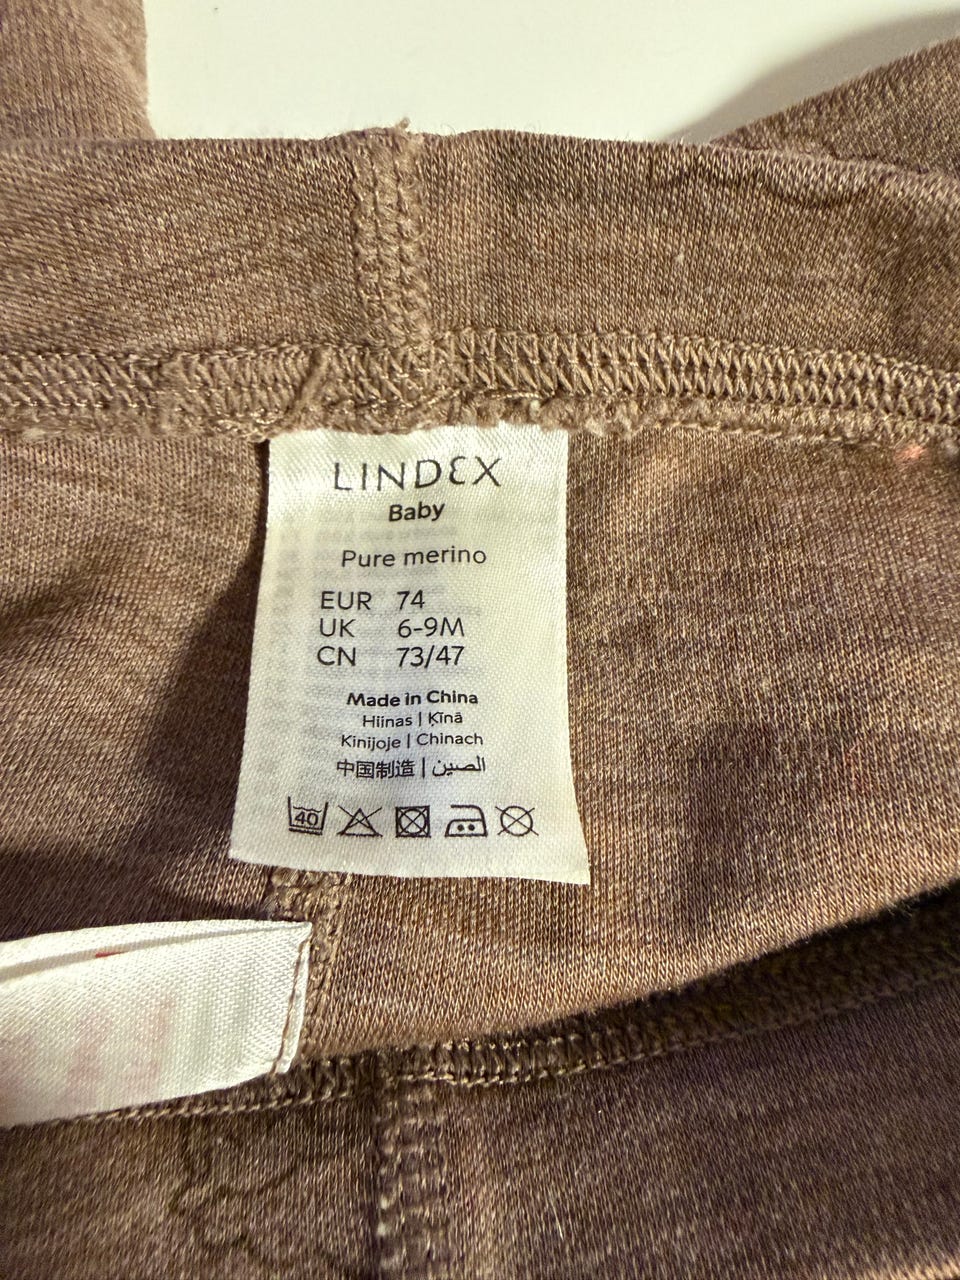 LINDEX
Baby
Pure merino
EUR 74
UK 6-9M
CN 73/47
Made in China
Hiinas | Ķīnā
Kinijoje | Chinach
中国制造 | الصين
40